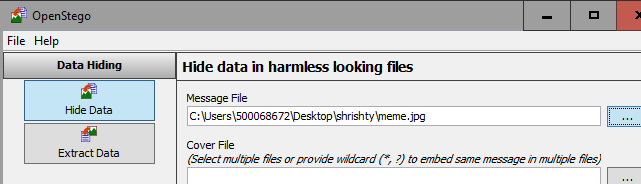 OpenStego
File Help
Data Hiding
Hide data in harmless looking files
Hide Data
Message File
C:\Users\500068672\Desktop\shrishty\meme.jpg
...
Extract Data
Cover File
(Select multiple files or provide wildcard (*, ?) to embed same message in multiple files)
...